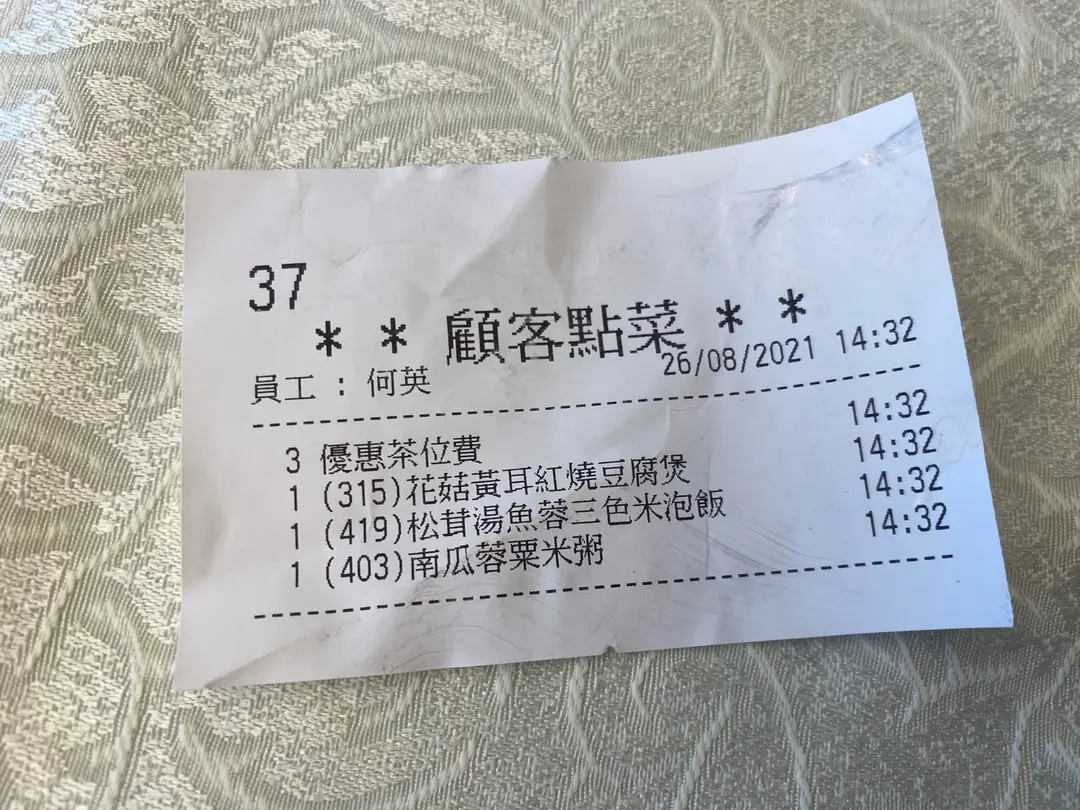 37
* * 顧客點菜 * *
員工 : 何英 26/08/2021 14:32
3 優惠茶位費 14:32
1 (315)花菇黃耳紅燒豆腐煲 14:32
1 (419)松茸湯魚蓉三色米泡飯 14:32
1 (403)南瓜蓉粟米粥 14:32